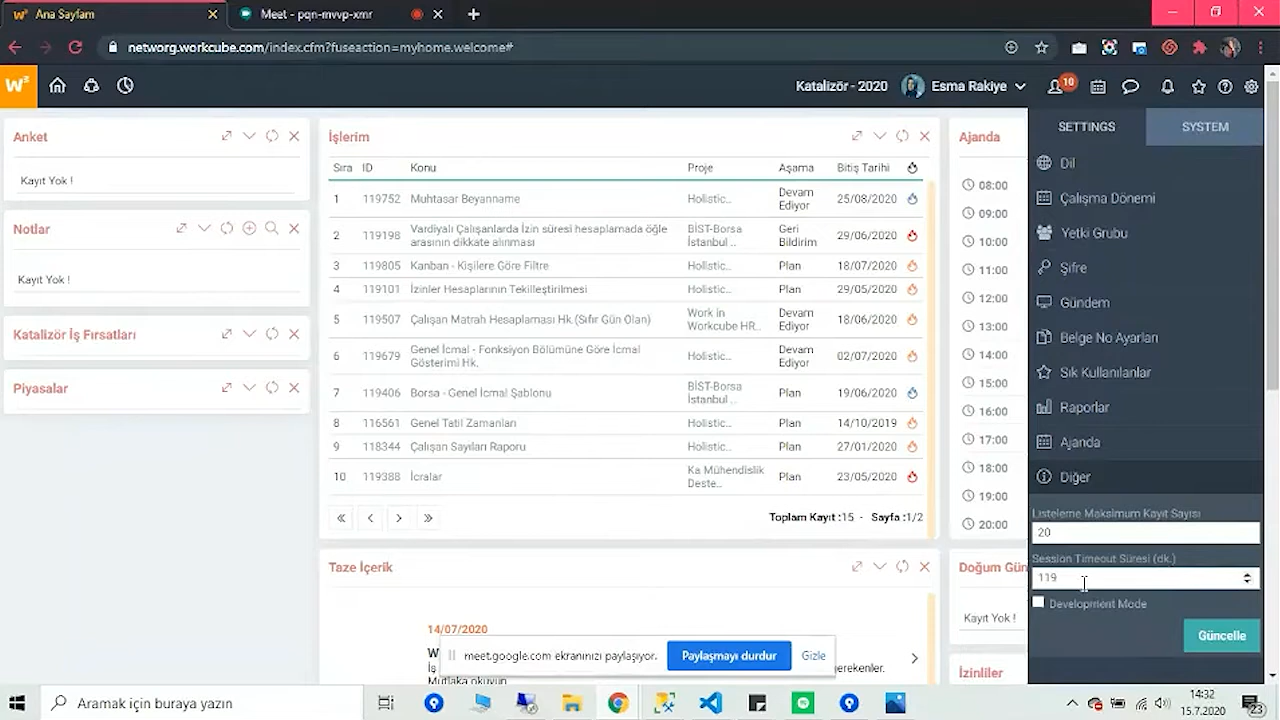 Ana Sayfam
Meet - pqn-mvvp-xmr
networg.workcube.com/index.cfm?fuseaction=myhome.welcome#
W3
Katalizör - 2020
Esma Rakiye
10
Anket
Kayıt Yok !
Notlar
Kayıt Yok !
Katalizör İş Fırsatları
Piyasalar
İşlerim
Sıra ID Konu Proje Aşama Bitiş Tarihi
1 119752 Muhtasar Beyanname Holistic.. Devam Ediyor 25/08/2020
2 119198 Vardiyalı Çalışanlarda İzin süresi hesaplamada öğle arasının dikkate alınması BİST-Borsa İstanbul .. Geri Bildirim 29/06/2020
3 119805 Kanban - Kişilere Göre Filtre Holistic.. Plan 18/07/2020
4 119101 İzinler Hesaplarının Tekilleştirilmesi Holistic.. Plan 29/05/2020
5 119507 Çalışan Matrah Hesaplaması Hk.(Sıfır Gün Olan) Work in Workcube HR.. Devam Ediyor 18/06/2020
6 119679 Genel İcmal - Fonksiyon Bölümüne Göre İcmal Gösterimi Hk. Holistic.. Devam Ediyor 02/07/2020
7 119406 Borsa - Genel İcmal Şablonu BİST-Borsa İstanbul .. Plan 19/06/2020
8 116561 Genel Tatil Zamanları Holistic.. Plan 14/10/2019
9 118344 Çalışan Sayıları Raporu Holistic.. Plan 27/01/2020
10 119388 İcralar Ka Mühendislik Deste.. Plan 23/05/2020
Toplam Kayıt :15 - Sayfa :1/2
Taze İçerik
14/07/2020
gerekenler.
Mutlaka okuyun
meet.google.com ekranınızı paylaşıyor.
Paylaşmayı durdur
Gizle
Ajanda
08:00
09:00
10:00
11:00
12:00
13:00
14:00
15:00
16:00
17:00
18:00
19:00
20:00
Doğum Gün
Kayıt Yok !
İzinliler
SETTINGS
SYSTEM
Dil
Çalışma Dönemi
Yetki Grubu
Şifre
Gündem
Belge No Ayarları
Sık Kullanılanlar
Raporlar
Ajanda
Diğer
Listeleme Maksimum Kayıt Sayısı
20
Session Timeout Süresi (dk.)
119
Development Mode
Güncelle
Aramak için buraya yazın
14:32
15.7.2020
23